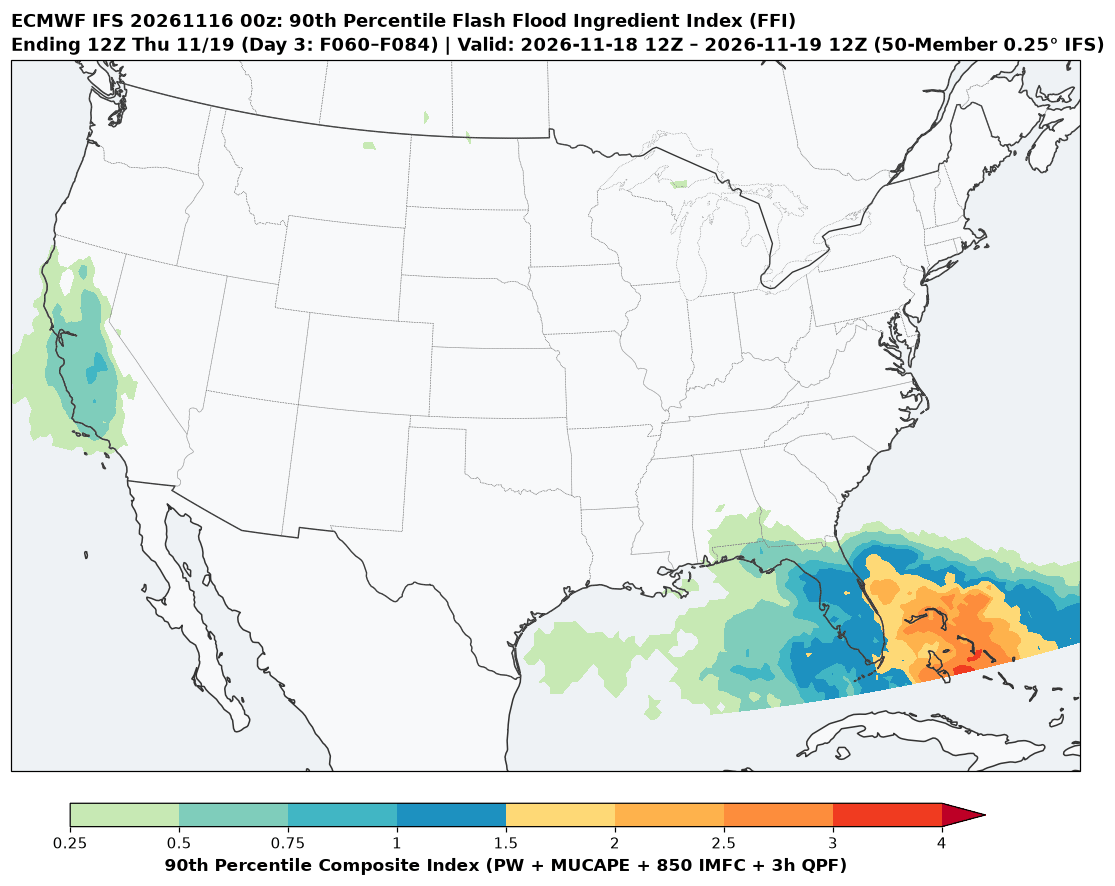 ECMWF IFS 20261116 00z: 90th Percentile Flash Flood Ingredient Index (FFI)
Ending 12Z Thu 11/19 (Day 3: F060–F084) | Valid: 2026-11-18 12Z – 2026-11-19 12Z (50-Member 0.25° IFS)
0.25 0.5 0.75 1 1.5 2 2.5 3 4
90th Percentile Composite Index (PW + MUCAPE + 850 IMFC + 3h QPF)